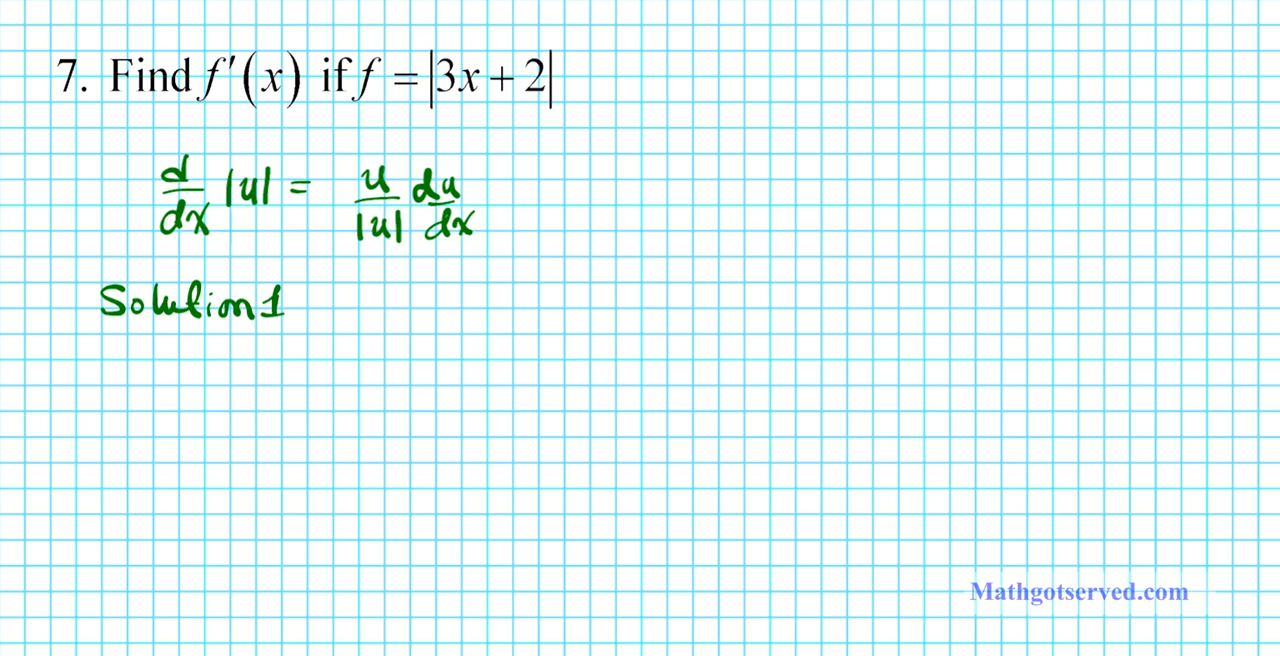 7. Find f′(x) if f = |3x + 2|
d/dx |u| = u/|u| du/dx
Solution 1
Mathgotserved.com